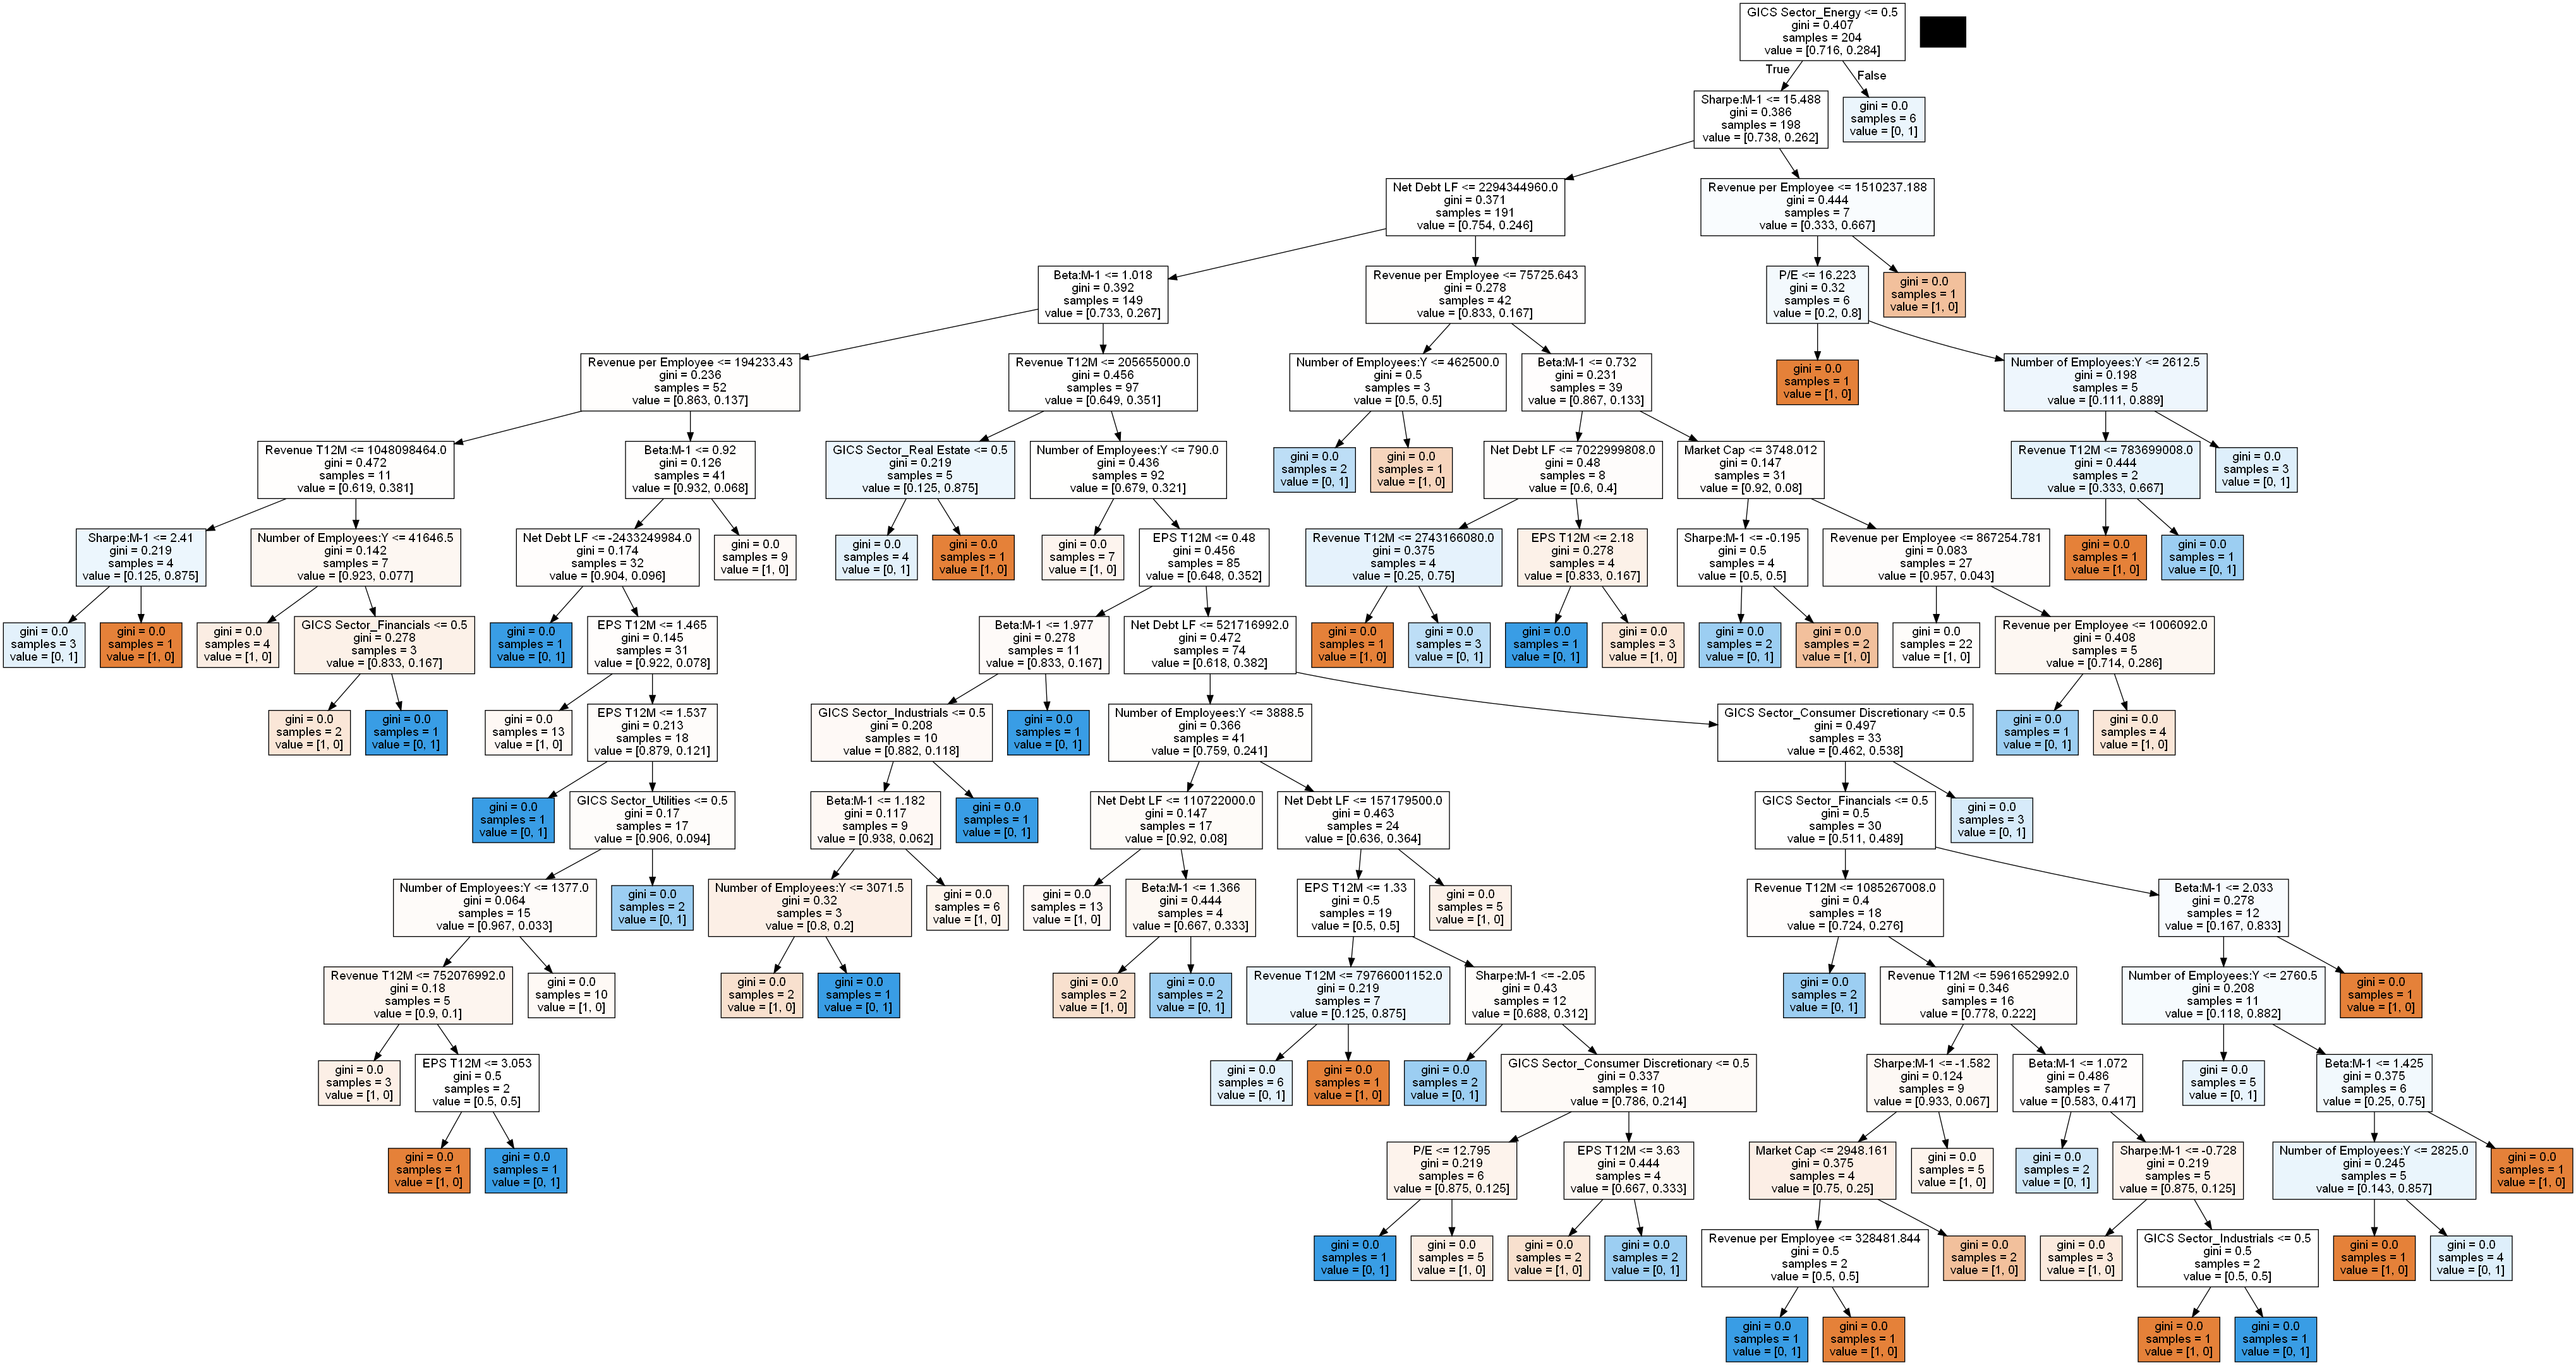 GICS Sector_Energy <= 0.5
gini = 0.407
samples = 204
value = [0.716, 0.284]
True
False
Sharpe:M-1 <= 15.488
gini = 0.386
samples = 198
value = [0.738, 0.262]
gini = 0.0
samples = 6
value = [0, 1]
Net Debt LF <= 2294344960.0
gini = 0.371
samples = 191
value = [0.754, 0.246]
Revenue per Employee <= 1510237.188
gini = 0.444
samples = 7
value = [0.333, 0.667]
Beta:M-1 <= 1.018
gini = 0.392
samples = 149
value = [0.733, 0.267]
Revenue per Employee <= 75725.643
gini = 0.278
samples = 42
value = [0.833, 0.167]
P/E <= 16.223
gini = 0.32
samples = 6
value = [0.2, 0.8]
gini = 0.0
samples = 1
value = [1, 0]
Revenue per Employee <= 194233.43
gini = 0.236
samples = 52
value = [0.863, 0.137]
Revenue T12M <= 205655000.0
gini = 0.456
samples = 97
value = [0.649, 0.351]
Number of Employees:Y <= 462500.0
gini = 0.5
samples = 3
value = [0.5, 0.5]
Beta:M-1 <= 0.732
gini = 0.231
samples = 39
value = [0.867, 0.133]
gini = 0.0
samples = 1
value = [1, 0]
Number of Employees:Y <= 2612.5
gini = 0.198
samples = 5
value = [0.111, 0.889]
Revenue T12M <= 1048098464.0
gini = 0.472
samples = 11
value = [0.619, 0.381]
Beta:M-1 <= 0.92
gini = 0.126
samples = 41
value = [0.932, 0.068]
GICS Sector_Real Estate <= 0.5
gini = 0.219
samples = 5
value = [0.125, 0.875]
Number of Employees:Y <= 790.0
gini = 0.436
samples = 92
value = [0.679, 0.321]
gini = 0.0
samples = 2
value = [0, 1]
gini = 0.0
samples = 1
value = [1, 0]
Net Debt LF <= 7022999808.0
gini = 0.48
samples = 8
value = [0.6, 0.4]
Market Cap <= 3748.012
gini = 0.147
samples = 31
value = [0.92, 0.08]
Revenue T12M <= 783699008.0
gini = 0.444
samples = 2
value = [0.333, 0.667]
gini = 0.0
samples = 3
value = [0, 1]
Sharpe:M-1 <= 2.41
gini = 0.219
samples = 4
value = [0.125, 0.875]
Number of Employees:Y <= 41646.5
gini = 0.142
samples = 7
value = [0.923, 0.077]
Net Debt LF <= -2433249984.0
gini = 0.174
samples = 32
value = [0.904, 0.096]
gini = 0.0
samples = 9
value = [1, 0]
gini = 0.0
samples = 4
value = [0, 1]
gini = 0.0
samples = 1
value = [1, 0]
gini = 0.0
samples = 7
value = [1, 0]
EPS T12M <= 0.48
gini = 0.456
samples = 85
value = [0.648, 0.352]
Revenue T12M <= 2743166080.0
gini = 0.375
samples = 4
value = [0.25, 0.75]
EPS T12M <= 2.18
gini = 0.278
samples = 4
value = [0.833, 0.167]
Sharpe:M-1 <= -0.195
gini = 0.5
samples = 4
value = [0.5, 0.5]
Revenue per Employee <= 867254.781
gini = 0.083
samples = 27
value = [0.957, 0.043]
gini = 0.0
samples = 1
value = [1, 0]
gini = 0.0
samples = 1
value = [0, 1]
gini = 0.0
samples = 3
value = [0, 1]
gini = 0.0
samples = 1
value = [1, 0]
gini = 0.0
samples = 4
value = [1, 0]
GICS Sector_Financials <= 0.5
gini = 0.278
samples = 3
value = [0.833, 0.167]
gini = 0.0
samples = 1
value = [0, 1]
EPS T12M <= 1.465
gini = 0.145
samples = 31
value = [0.922, 0.078]
Beta:M-1 <= 1.977
gini = 0.278
samples = 11
value = [0.833, 0.167]
Net Debt LF <= 521716992.0
gini = 0.472
samples = 74
value = [0.618, 0.382]
gini = 0.0
samples = 1
value = [1, 0]
gini = 0.0
samples = 3
value = [0, 1]
gini = 0.0
samples = 1
value = [0, 1]
gini = 0.0
samples = 3
value = [1, 0]
gini = 0.0
samples = 2
value = [0, 1]
gini = 0.0
samples = 2
value = [1, 0]
gini = 0.0
samples = 22
value = [1, 0]
Revenue per Employee <= 1006092.0
gini = 0.408
samples = 5
value = [0.714, 0.286]
gini = 0.0
samples = 2
value = [1, 0]
gini = 0.0
samples = 1
value = [0, 1]
gini = 0.0
samples = 13
value = [1, 0]
EPS T12M <= 1.537
gini = 0.213
samples = 18
value = [0.879, 0.121]
GICS Sector_Industrials <= 0.5
gini = 0.208
samples = 10
value = [0.882, 0.118]
gini = 0.0
samples = 1
value = [0, 1]
Number of Employees:Y <= 3888.5
gini = 0.366
samples = 41
value = [0.759, 0.241]
GICS Sector_Consumer Discretionary <= 0.5
gini = 0.497
samples = 33
value = [0.462, 0.538]
gini = 0.0
samples = 1
value = [0, 1]
gini = 0.0
samples = 4
value = [1, 0]
gini = 0.0
samples = 1
value = [0, 1]
GICS Sector_Utilities <= 0.5
gini = 0.17
samples = 17
value = [0.906, 0.094]
Beta:M-1 <= 1.182
gini = 0.117
samples = 9
value = [0.938, 0.062]
gini = 0.0
samples = 1
value = [0, 1]
Net Debt LF <= 110722000.0
gini = 0.147
samples = 17
value = [0.92, 0.08]
Net Debt LF <= 157179500.0
gini = 0.463
samples = 24
value = [0.636, 0.364]
GICS Sector_Financials <= 0.5
gini = 0.5
samples = 30
value = [0.511, 0.489]
gini = 0.0
samples = 3
value = [0, 1]
Number of Employees:Y <= 1377.0
gini = 0.064
samples = 15
value = [0.967, 0.033]
gini = 0.0
samples = 2
value = [0, 1]
Number of Employees:Y <= 3071.5
gini = 0.32
samples = 3
value = [0.8, 0.2]
gini = 0.0
samples = 6
value = [1, 0]
gini = 0.0
samples = 13
value = [1, 0]
Beta:M-1 <= 1.366
gini = 0.444
samples = 4
value = [0.667, 0.333]
EPS T12M <= 1.33
gini = 0.5
samples = 19
value = [0.5, 0.5]
gini = 0.0
samples = 5
value = [1, 0]
Revenue T12M <= 1085267008.0
gini = 0.4
samples = 18
value = [0.724, 0.276]
Beta:M-1 <= 2.033
gini = 0.278
samples = 12
value = [0.167, 0.833]
Revenue T12M <= 752076992.0
gini = 0.18
samples = 5
value = [0.9, 0.1]
gini = 0.0
samples = 10
value = [1, 0]
gini = 0.0
samples = 2
value = [1, 0]
gini = 0.0
samples = 1
value = [0, 1]
gini = 0.0
samples = 2
value = [1, 0]
gini = 0.0
samples = 2
value = [0, 1]
Revenue T12M <= 79766001152.0
gini = 0.219
samples = 7
value = [0.125, 0.875]
Sharpe:M-1 <= -2.05
gini = 0.43
samples = 12
value = [0.688, 0.312]
gini = 0.0
samples = 2
value = [0, 1]
Revenue T12M <= 5961652992.0
gini = 0.346
samples = 16
value = [0.778, 0.222]
Number of Employees:Y <= 2760.5
gini = 0.208
samples = 11
value = [0.118, 0.882]
gini = 0.0
samples = 1
value = [1, 0]
gini = 0.0
samples = 3
value = [1, 0]
EPS T12M <= 3.053
gini = 0.5
samples = 2
value = [0.5, 0.5]
gini = 0.0
samples = 6
value = [0, 1]
gini = 0.0
samples = 1
value = [1, 0]
gini = 0.0
samples = 2
value = [0, 1]
GICS Sector_Consumer Discretionary <= 0.5
gini = 0.337
samples = 10
value = [0.786, 0.214]
Sharpe:M-1 <= -1.582
gini = 0.124
samples = 9
value = [0.933, 0.067]
Beta:M-1 <= 1.072
gini = 0.486
samples = 7
value = [0.583, 0.417]
gini = 0.0
samples = 5
value = [0, 1]
Beta:M-1 <= 1.425
gini = 0.375
samples = 6
value = [0.25, 0.75]
gini = 0.0
samples = 1
value = [1, 0]
gini = 0.0
samples = 1
value = [0, 1]
P/E <= 12.795
gini = 0.219
samples = 6
value = [0.875, 0.125]
EPS T12M <= 3.63
gini = 0.444
samples = 4
value = [0.667, 0.333]
Market Cap <= 2948.161
gini = 0.375
samples = 4
value = [0.75, 0.25]
gini = 0.0
samples = 5
value = [1, 0]
gini = 0.0
samples = 2
value = [0, 1]
Sharpe:M-1 <= -0.728
gini = 0.219
samples = 5
value = [0.875, 0.125]
Number of Employees:Y <= 2825.0
gini = 0.245
samples = 5
value = [0.143, 0.857]
gini = 0.0
samples = 1
value = [1, 0]
gini = 0.0
samples = 1
value = [0, 1]
gini = 0.0
samples = 5
value = [1, 0]
gini = 0.0
samples = 2
value = [1, 0]
gini = 0.0
samples = 2
value = [0, 1]
Revenue per Employee <= 328481.844
gini = 0.5
samples = 2
value = [0.5, 0.5]
gini = 0.0
samples = 2
value = [1, 0]
gini = 0.0
samples = 3
value = [1, 0]
GICS Sector_Industrials <= 0.5
gini = 0.5
samples = 2
value = [0.5, 0.5]
gini = 0.0
samples = 1
value = [1, 0]
gini = 0.0
samples = 4
value = [0, 1]
gini = 0.0
samples = 1
value = [0, 1]
gini = 0.0
samples = 1
value = [1, 0]
gini = 0.0
samples = 1
value = [1, 0]
gini = 0.0
samples = 1
value = [0, 1]